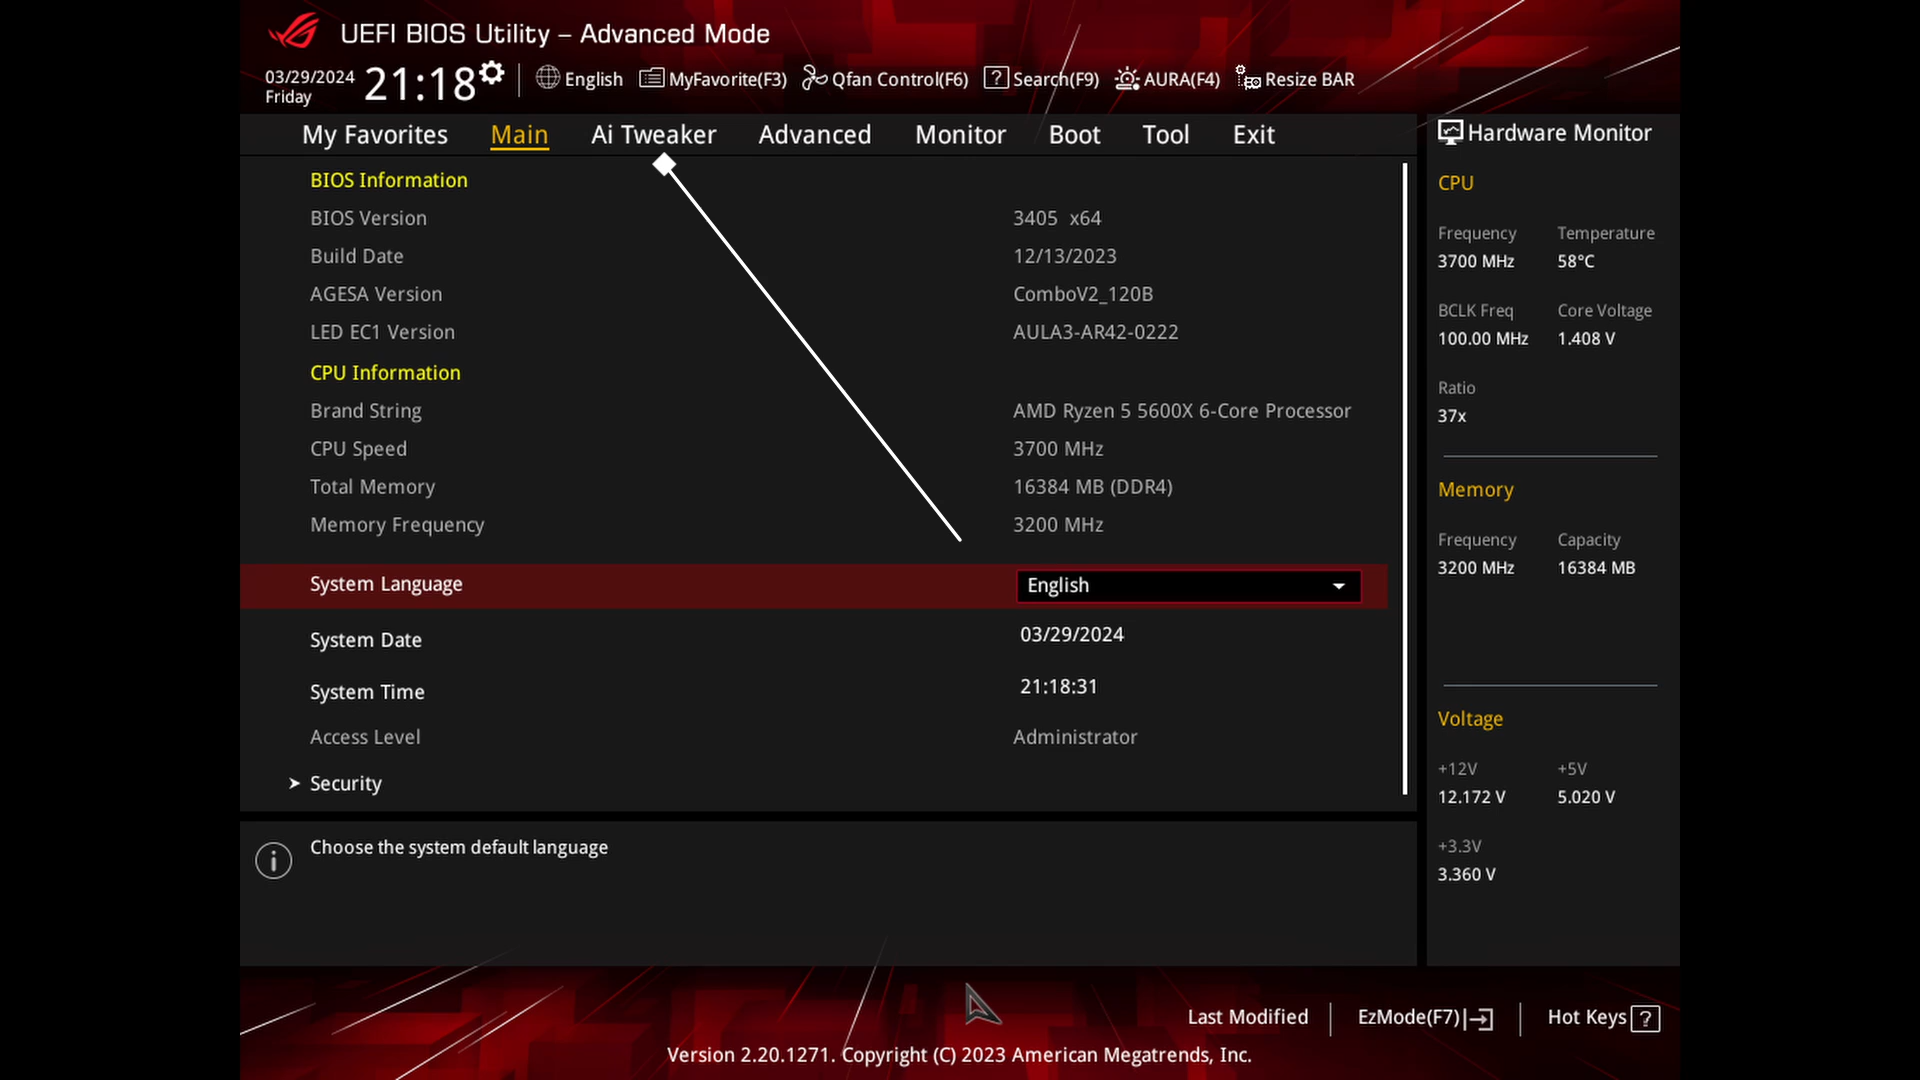 UEFI BIOS Utility – Advanced Mode
03/29/2024
Friday
21:18
English
MyFavorite(F3)
Qfan Control(F6)
Search(F9)
AURA(F4)
Resize BAR
My Favorites
Main
Ai Tweaker
Advanced
Monitor
Boot
Tool
Exit
BIOS Information
BIOS Version 3405 x64
Build Date 12/13/2023
AGESA Version ComboV2_120B
LED EC1 Version AULA3-AR42-0222
CPU Information
Brand String AMD Ryzen 5 5600X 6-Core Processor
CPU Speed 3700 MHz
Total Memory 16384 MB (DDR4)
Memory Frequency 3200 MHz
System Language English
System Date 03/29/2024
System Time 21:18:31
Access Level Administrator
Security
Choose the system default language
Hardware Monitor
CPU
Frequency Temperature
3700 MHz 58°C
BCLK Freq Core Voltage
100.00 MHz 1.408 V
Ratio
37x
Memory
Frequency Capacity
3200 MHz 16384 MB
Voltage
+12V +5V
12.172 V 5.020 V
+3.3V
3.360 V
Last Modified
EzMode(F7)
Hot Keys ?
Version 2.20.1271. Copyright (C) 2023 American Megatrends, Inc.